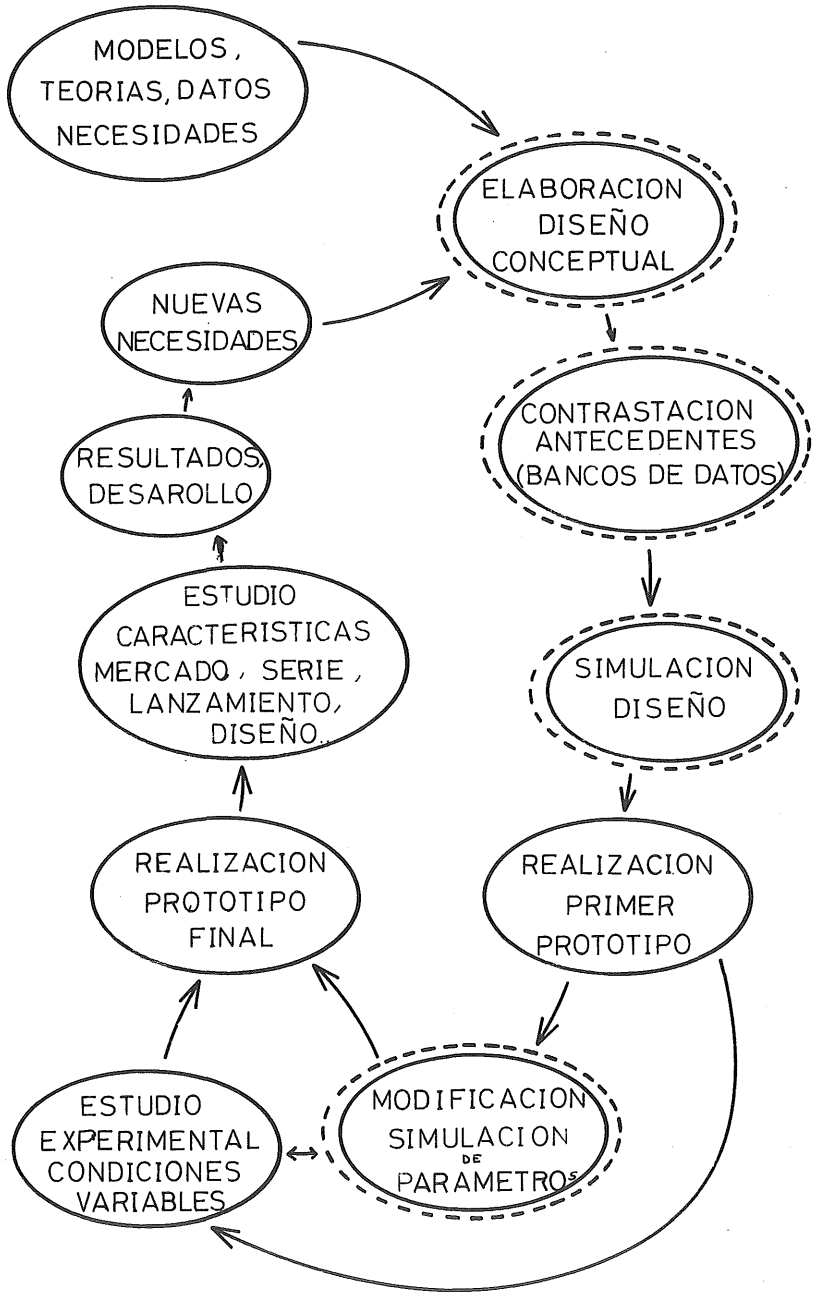 MODELOS,
TEORIAS, DATOS
NECESIDADES
ELABORACION
DISEÑO
CONCEPTUAL
NUEVAS
NECESIDADES
CONTRASTACION
ANTECEDENTES
(BANCOS DE DATOS)
RESULTADOS,
DESAROLLO
ESTUDIO
CARACTERISTICAS
MERCADO, SERIE,
LANZAMIENTO,
DISEÑO..
SIMULACION
DISEÑO
REALIZACION
PROTOTIPO
FINAL
REALIZACION
PRIMER
PROTOTIPO
ESTUDIO
EXPERIMENTAL
CONDICIONES
VARIABLES
MODIFICACION
SIMULACION
DE
PARAMETROS